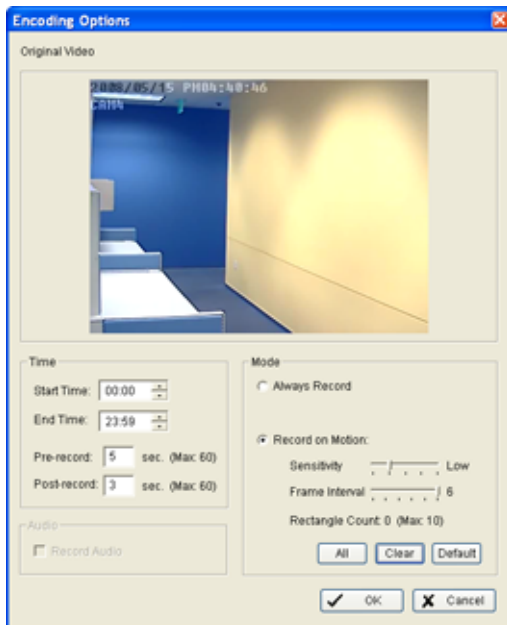 Encoding Options
Original Video
2008/05/15 PM04:40:46
CAM4
Time
Start Time: 00:00
End Time: 23:59
Pre-record: 5 sec. (Max: 60)
Post-record: 3 sec. (Max: 60)
Audio
Record Audio
Mode
Always Record
Record on Motion:
Sensitivity Low
Frame Interval 6
Rectangle Count: 0 (Max: 10)
All Clear Default
OK Cancel